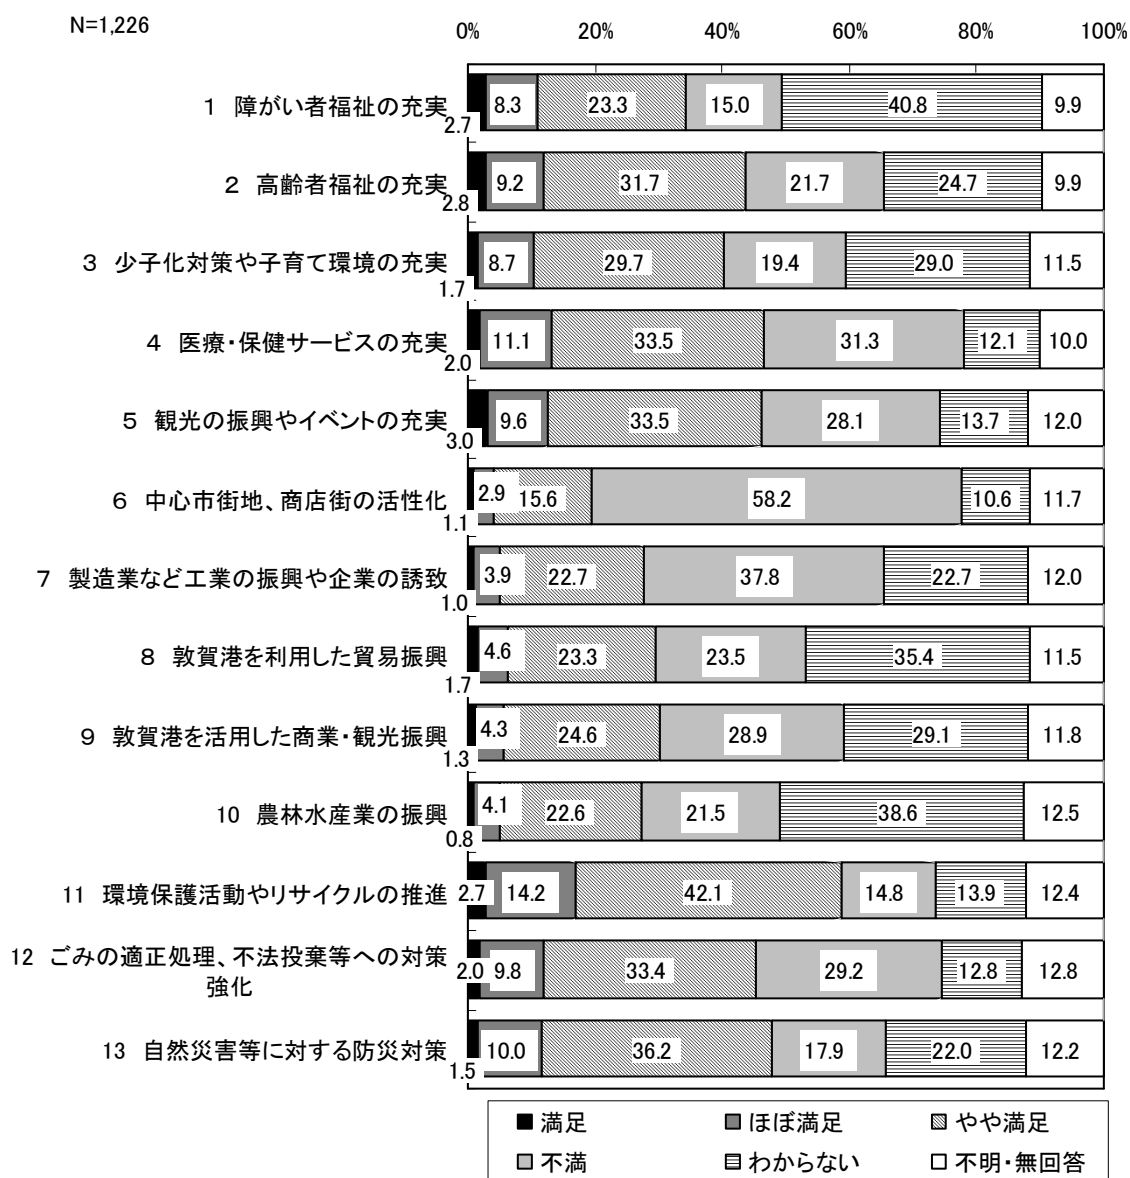 N=1,226
0% 20% 40% 60% 80% 100%
1 障がい者福祉の充実 2.7 8.3 23.3 15.0 40.8 9.9
2 高齢者福祉の充実 2.8 9.2 31.7 21.7 24.7 9.9
3 少子化対策や子育て環境の充実 1.7 8.7 29.7 19.4 29.0 11.5
4 医療・保健サービスの充実 2.0 11.1 33.5 31.3 12.1 10.0
5 観光の振興やイベントの充実 3.0 9.6 33.5 28.1 13.7 12.0
6 中心市街地、商店街の活性化 1.1 2.9 15.6 58.2 10.6 11.7
7 製造業など工業の振興や企業の誘致 1.0 3.9 22.7 37.8 22.7 12.0
8 敦賀港を利用した貿易振興 1.7 4.6 23.3 23.5 35.4 11.5
9 敦賀港を活用した商業・観光振興 1.3 4.3 24.6 28.9 29.1 11.8
10 農林水産業の振興 0.8 4.1 22.6 21.5 38.6 12.5
11 環境保護活動やリサイクルの推進 2.7 14.2 42.1 14.8 13.9 12.4
12 ごみの適正処理、不法投棄等への対策
強化 2.0 9.8 33.4 29.2 12.8 12.8
13 自然災害等に対する防災対策 1.5 10.0 36.2 17.9 22.0 12.2
満足 ほぼ満足 やや満足
不満 わからない 不明・無回答